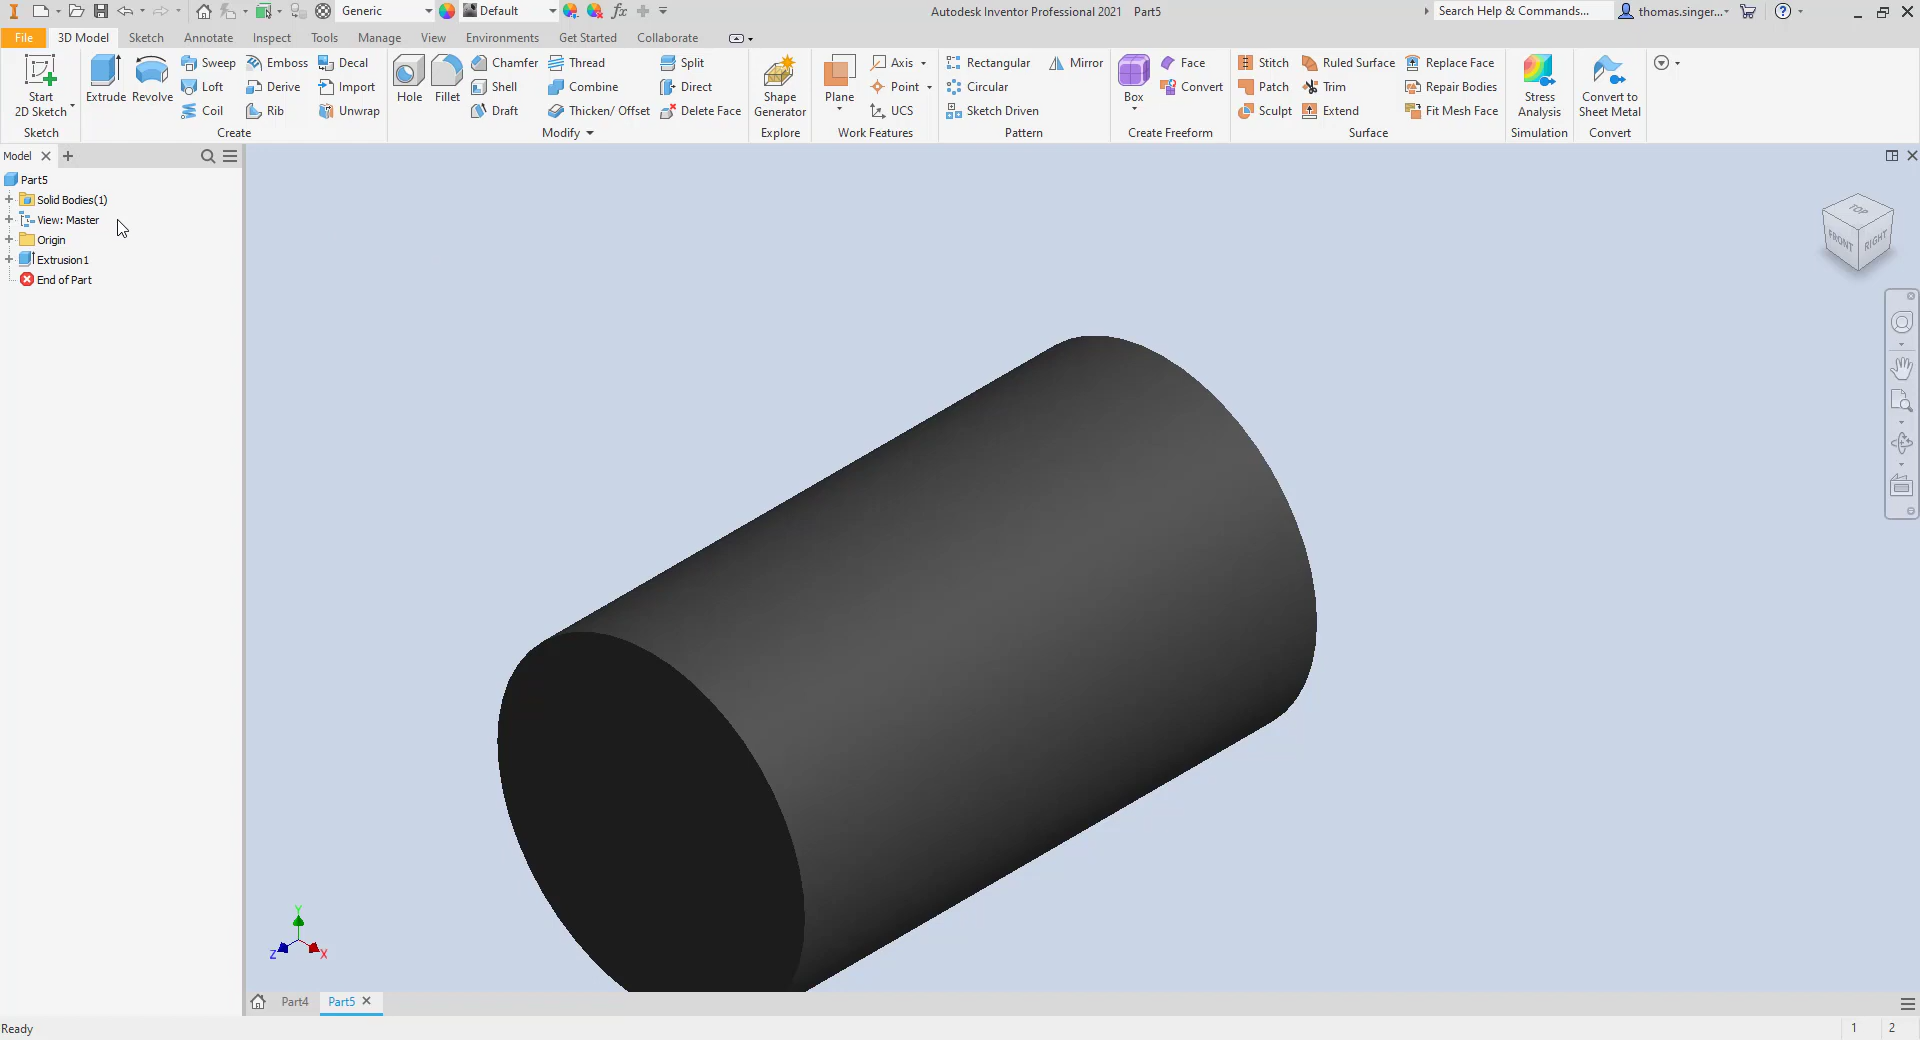 Generic
Default
Autodesk Inventor Professional 2021 Part5
Search Help & Commands...
thomas.singer...
File
3D Model
Sketch
Annotate
Inspect
Tools
Manage
View
Environments
Get Started
Collaborate
Start
2D Sketch
Sketch
Extrude
Revolve
Sweep
Loft
Coil
Emboss
Derive
Rib
Decal
Import
Unwrap
Create
Hole
Fillet
Chamfer
Shell
Draft
Thread
Combine
Thicken/ Offset
Split
Direct
Delete Face
Modify
Shape
Generator
Explore
Plane
Axis
Point
UCS
Work Features
Rectangular
Circular
Sketch Driven
Mirror
Pattern
Box
Face
Convert
Create Freeform
Stitch
Patch
Sculpt
Ruled Surface
Trim
Extend
Replace Face
Repair Bodies
Fit Mesh Face
Surface
Stress
Analysis
Simulation
Convert to
Sheet Metal
Convert
Model
Part5
Solid Bodies(1)
View: Master
Origin
Extrusion1
End of Part
TOP
FRONT
RIGHT
Y
Z
X
Part4
Part5
Ready
1
2